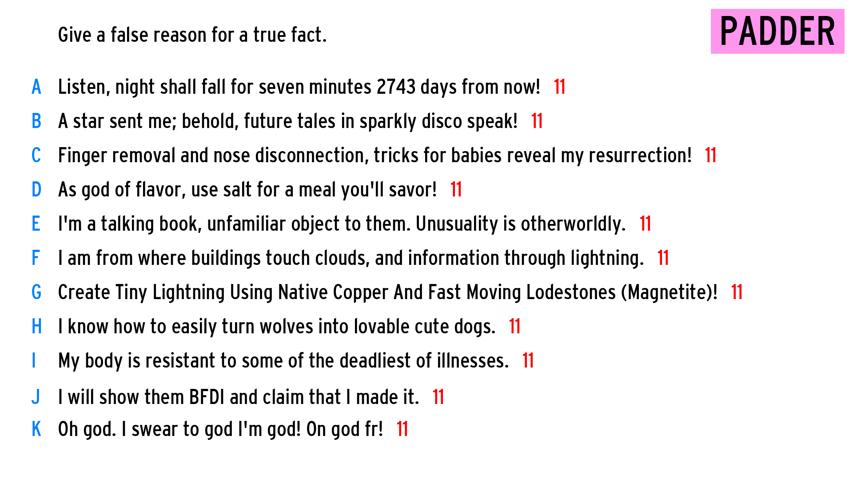 Give a false reason for a true fact.
PADDER
A Listen, night shall fall for seven minutes 2743 days from now! 11
B A star sent me; behold, future tales in sparkly disco speak! 11
C Finger removal and nose disconnection, tricks for babies reveal my resurrection! 11
D As god of flavor, use salt for a meal you'll savor! 11
E I'm a talking book, unfamiliar object to them. Unusuality is otherworldly. 11
F I am from where buildings touch clouds, and information through lightning. 11
G Create Tiny Lightning Using Native Copper And Fast Moving Lodestones (Magnetite)! 11
H I know how to easily turn wolves into lovable cute dogs. 11
I My body is resistant to some of the deadliest of illnesses. 11
J I will show them BFDI and claim that I made it. 11
K Oh god. I swear to god I'm god! On god fr! 11